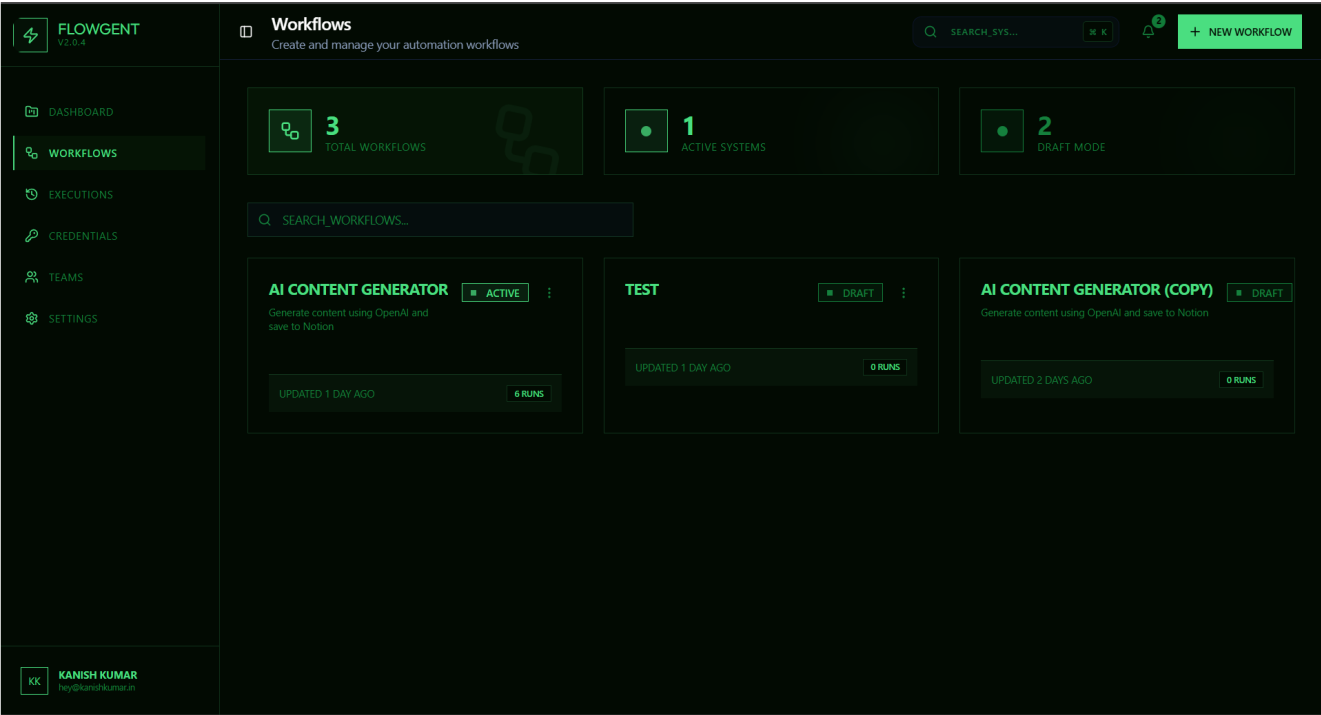 FLOWGENT
V2.0.4
DASHBOARD
WORKFLOWS
EXECUTIONS
CREDENTIALS
TEAMS
SETTINGS
KK
KANISH KUMAR
hey@kanishkumar.in
Workflows
Create and manage your automation workflows
SEARCH_SYS...
⌘ K
2
+ NEW WORKFLOW
3
TOTAL WORKFLOWS
1
ACTIVE SYSTEMS
2
DRAFT MODE
SEARCH_WORKFLOWS...
AI CONTENT GENERATOR
ACTIVE
Generate content using OpenAI and
save to Notion
UPDATED 1 DAY AGO
6 RUNS
TEST
DRAFT
UPDATED 1 DAY AGO
0 RUNS
AI CONTENT GENERATOR (COPY)
DRAFT
Generate content using OpenAI and save to Notion
UPDATED 2 DAYS AGO
0 RUNS